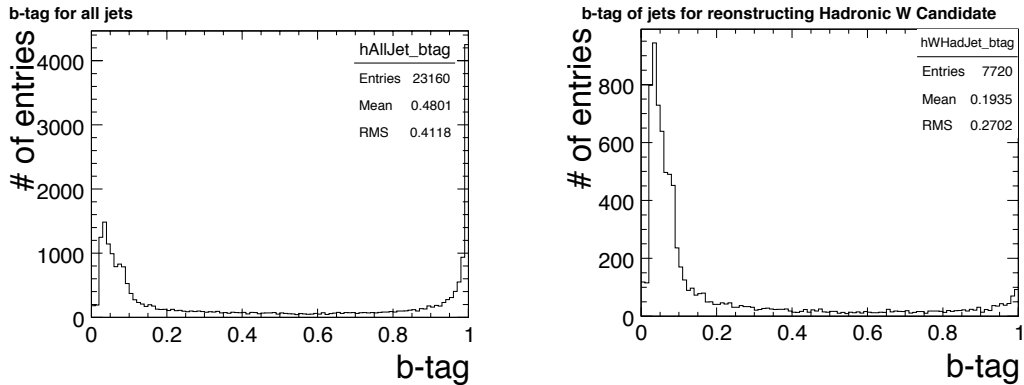 b-tag for all jets
# of entries
4000
3000
2000
1000
0
0 0.2 0.4 0.6 0.8 1
b-tag
hAllJet_btag
Entries 23160
Mean 0.4801
RMS 0.4118
b-tag of jets for reonstructing Hadronic W Candidate
# of entries
800
600
400
200
0
0 0.2 0.4 0.6 0.8 1
b-tag
hWHadJet_btag
Entries 7720
Mean 0.1935
RMS 0.2702